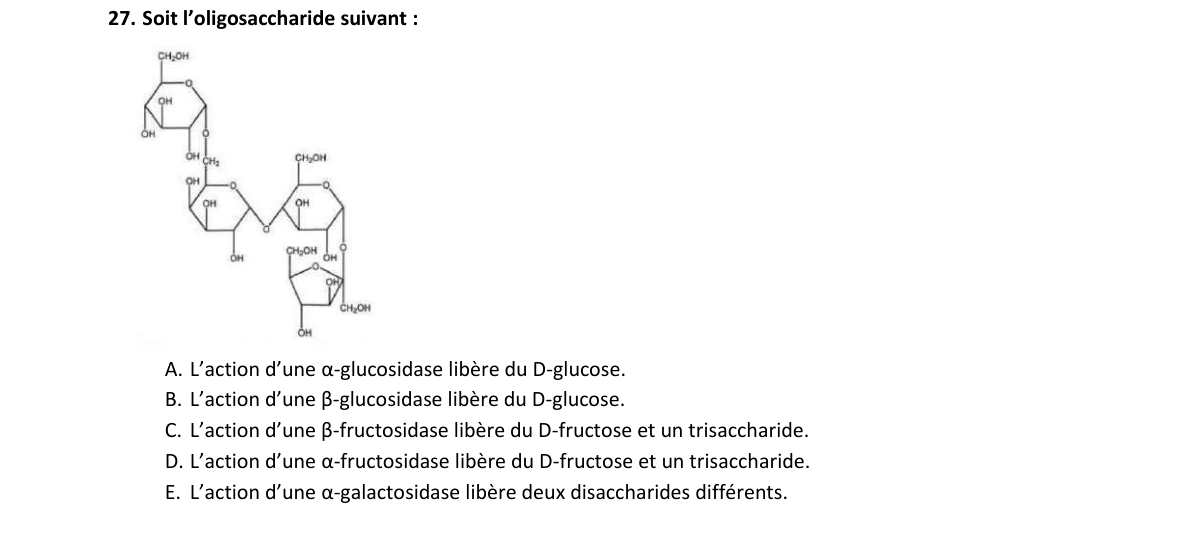 27. Soit l’oligosaccharide suivant :
CH₂OH
O
OH
OH
O
OH CH₂
CH₂OH
OH
O
O
OH
OH
O
OH
CH₂OH
O
OH
O
OH
CH₂OH
OH
A. L’action d’une α-glucosidase libère du D-glucose.
B. L’action d’une β-glucosidase libère du D-glucose.
C. L’action d’une β-fructosidase libère du D-fructose et un trisaccharide.
D. L’action d’une α-fructosidase libère du D-fructose et un trisaccharide.
E. L’action d’une α-galactosidase libère deux disaccharides différents.